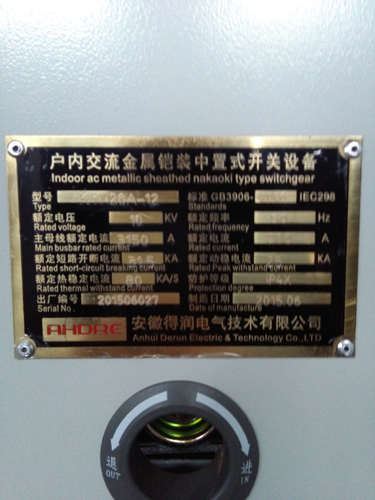 户内交流金属铠装中置式开关设备
Indoor ac metallic sheathed nakaoki type switchgear
型号 28A-12 标准 GB3906- IEC298
Type Standards
额定电压 10 KV 额定频率
Rated voltage Rated frequency
主母线额定电流 3150 A 额定电流
Main busbar rated current Rated current
额定短路开断电流 31.5 KA 额定动稳电流 KA
Rated short-circuit breaking current Rated Peak withstand current
额定热稳定电流 80 KA/S 防护等级 IP4X
Rated thermal withstand current Protection degree
出厂编号 201506027 制造日期 2015.06
Serial No. Date of manufacture
AHDRE 安徽得润电气技术有限公司
Anhui Derun Electric & Technology Co.,LTD
退 进
OUT IN